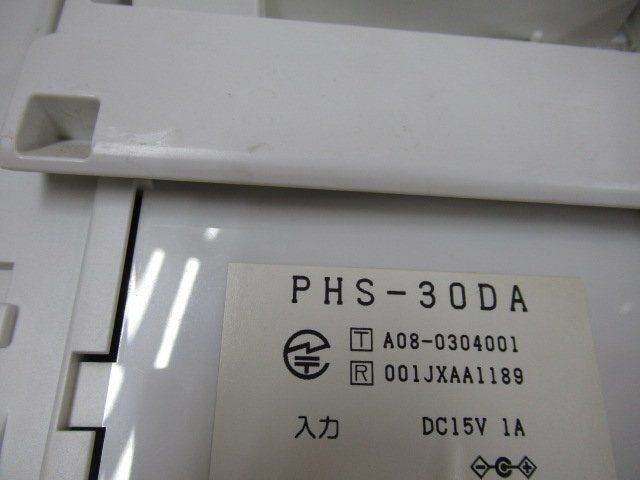 PHS-30DA
T A08-0304001
R 001JXAA1189
入力 DC15V 1A